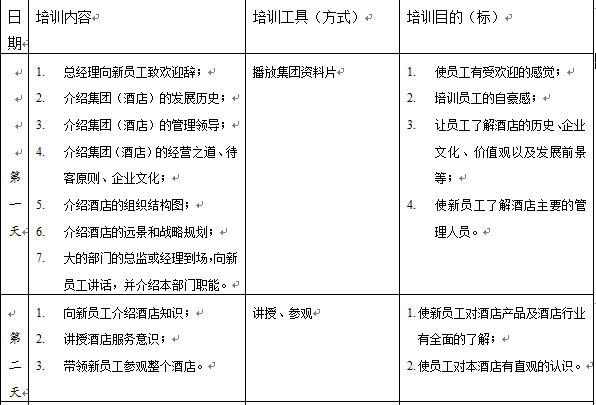 日期
培训内容
培训工具（方式）
培训目的（标）
第一天
1. 总经理向新员工致欢迎辞；
2. 介绍集团（酒店）的发展历史；
3. 介绍集团（酒店）的管理领导；
4. 介绍集团（酒店）的经营之道、待
客原则、企业文化；
5. 介绍酒店的组织结构图；
6. 介绍酒店的远景和战略规划；
7. 大的部门的总监或经理到场，向新
员工讲话，并介绍本部门职能。
播放集团资料片
1. 使员工有受欢迎的感觉；
2. 培训员工的自豪感；
3. 让员工了解酒店的历史、企业
文化、价值观以及发展前景
等；
4. 使新员工了解酒店主要的管
理人员。
第二天
1. 向新员工介绍酒店知识；
2. 讲授酒店服务意识；
3. 带领新员工参观整个酒店。
讲授、参观
1. 使新员工对酒店产品及酒店行业
有全面的了解；
2. 使员工对本酒店有直观的认识。